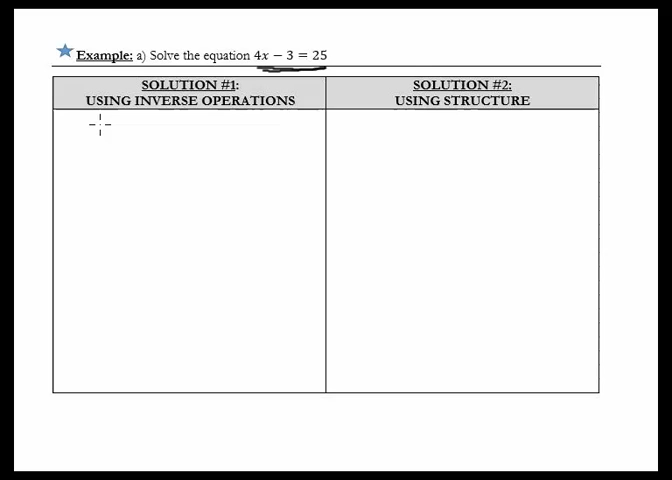 Example: a) Solve the equation 4x − 3 = 25
SOLUTION #1:
USING INVERSE OPERATIONS
SOLUTION #2:
USING STRUCTURE